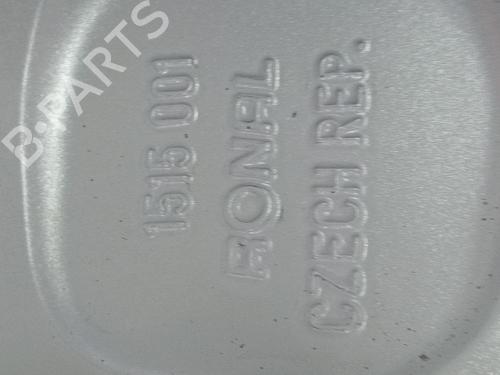 1515 001
RONAL
CZECH REP.
B-PARTS